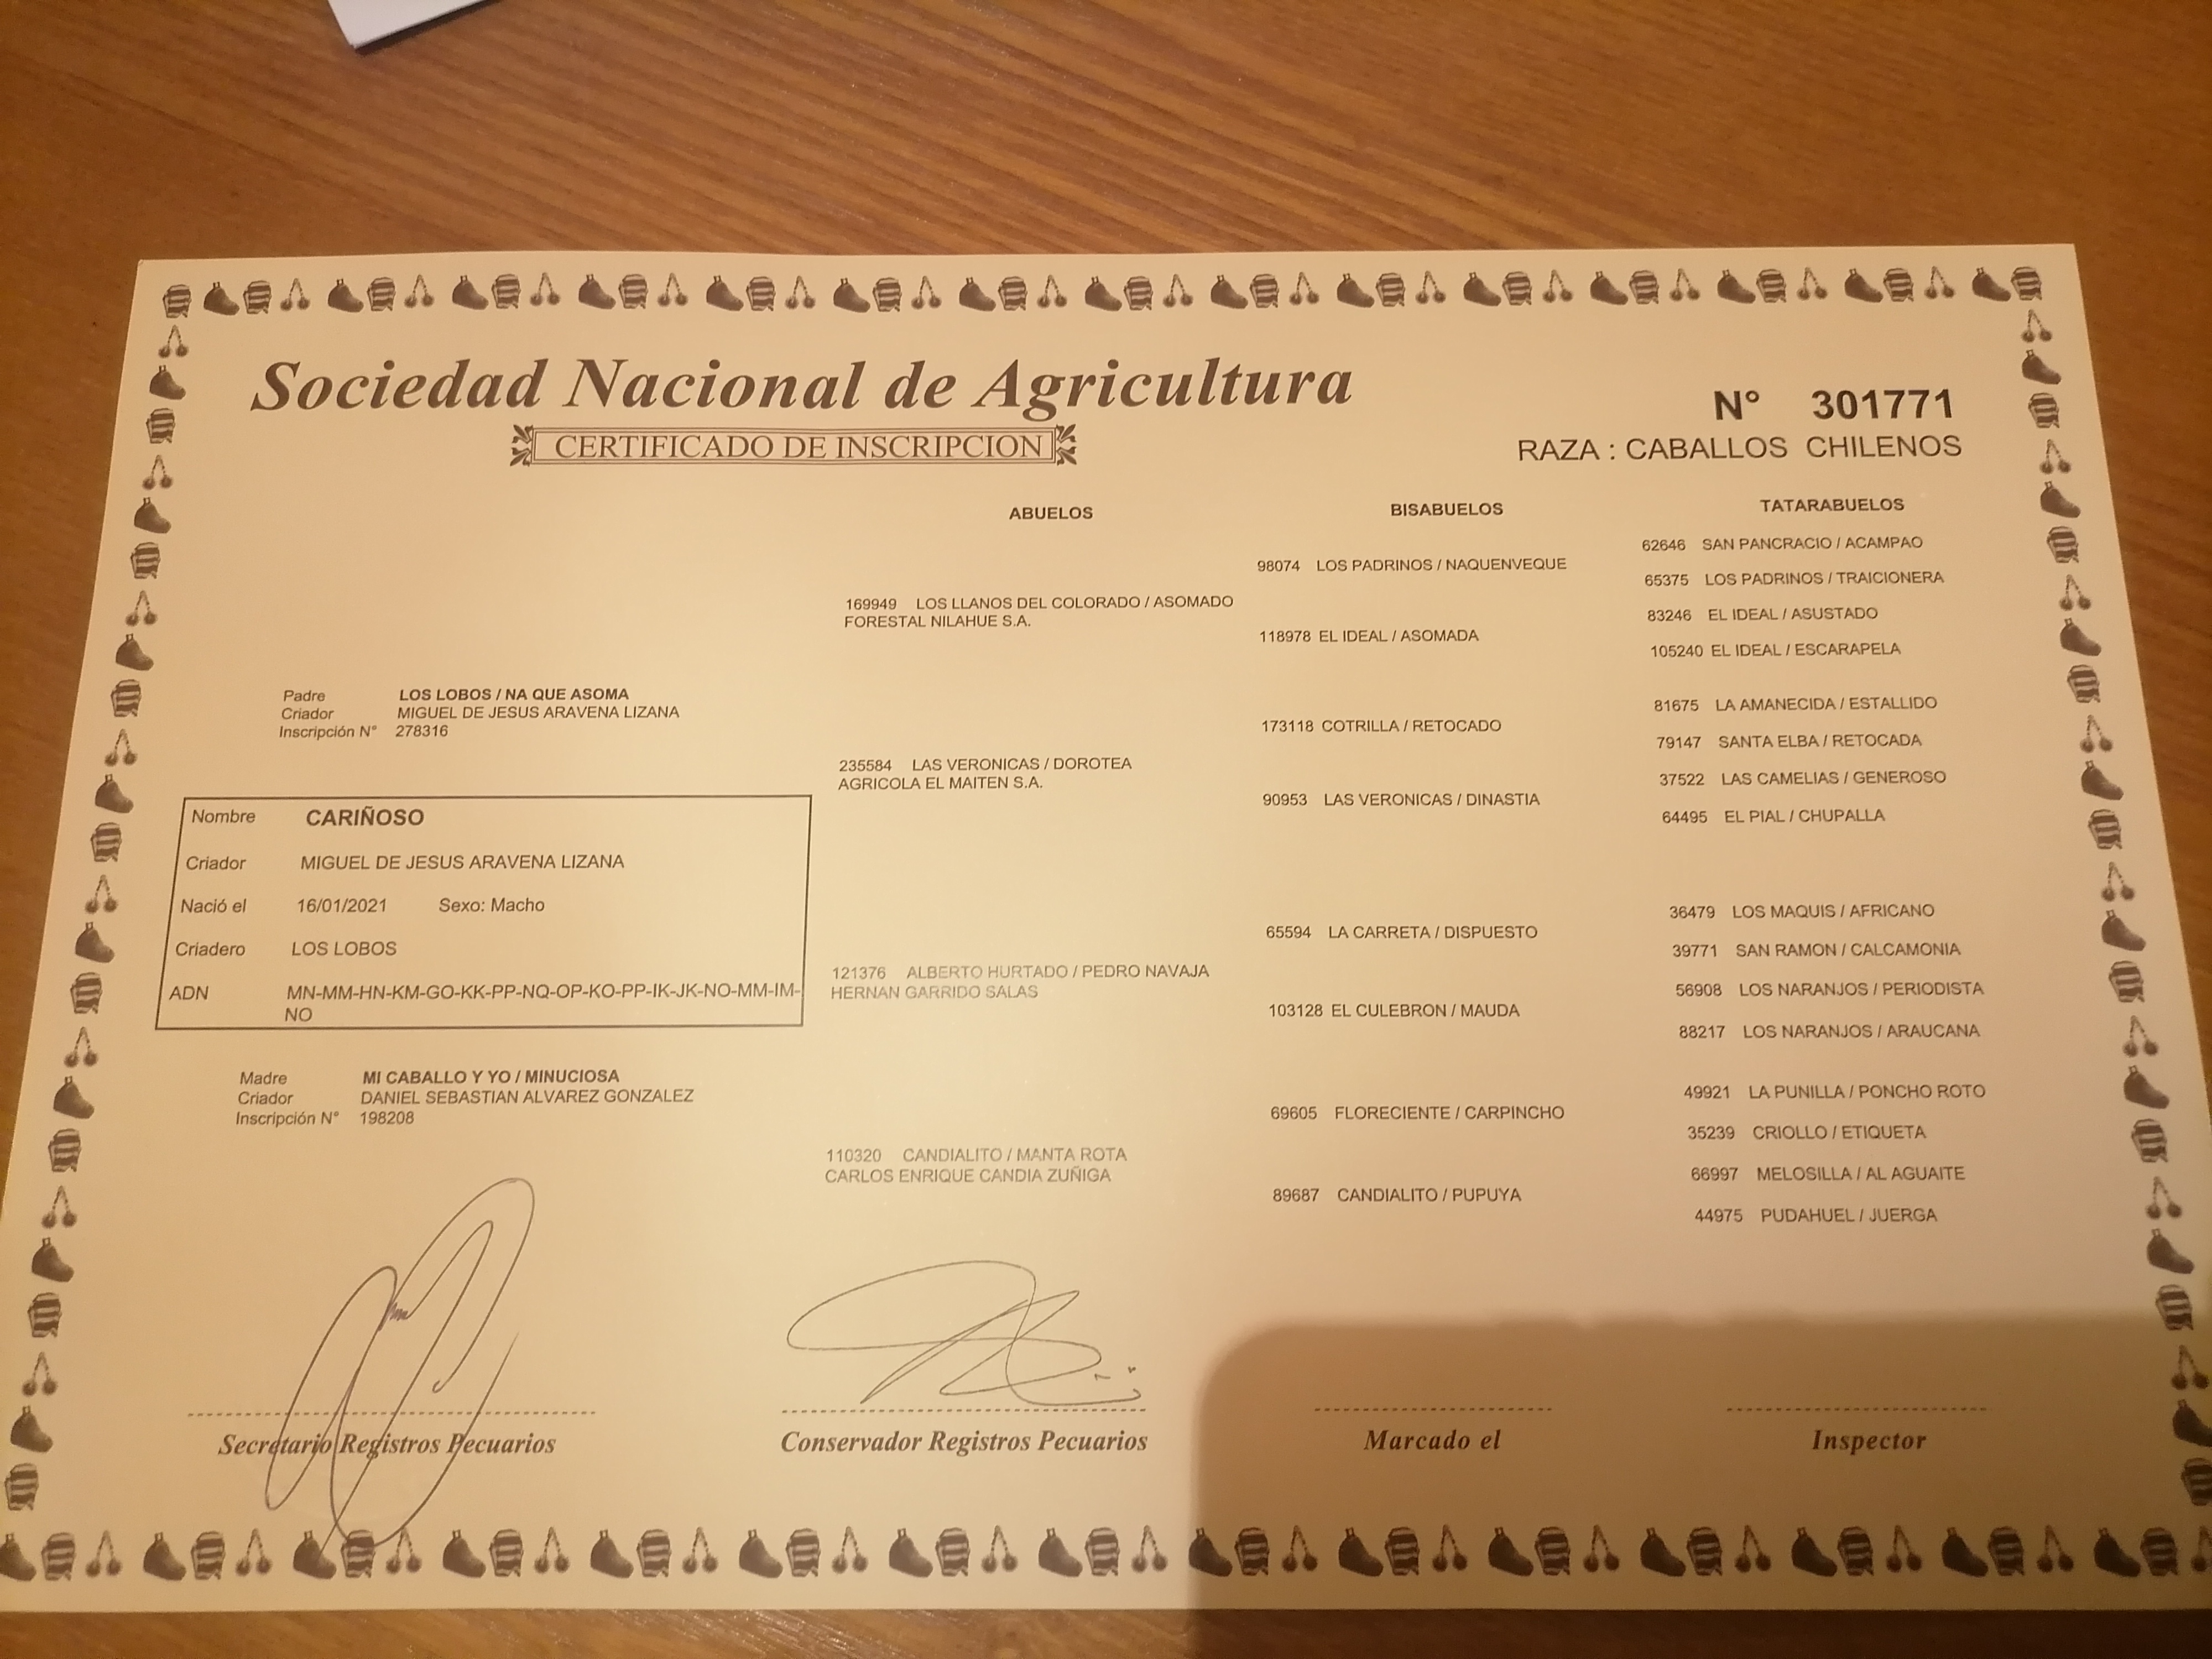 Sociedad Nacional de Agricultura
CERTIFICADO DE INSCRIPCION
N° 301771
RAZA : CABALLOS CHILENOS
ABUELOS
BISABUELOS
TATARABUELOS
Padre LOS LOBOS / NA QUE ASOMA
Criador MIGUEL DE JESUS ARAVENA LIZANA
Inscripción N° 278316
Nombre CARIÑOSO
Criador MIGUEL DE JESUS ARAVENA LIZANA
Nació el 16/01/2021 Sexo: Macho
Criadero LOS LOBOS
ADN MN-MM-HN-KM-GO-KK-PP-NQ-OP-KO-PP-IK-JK-NO-MM-IM-
NO
Madre MI CABALLO Y YO / MINUCIOSA
Criador DANIEL SEBASTIAN ALVAREZ GONZALEZ
Inscripción N° 198208
169949 LOS LLANOS DEL COLORADO / ASOMADO
FORESTAL NILAHUE S.A.
235584 LAS VERONICAS / DOROTEA
AGRICOLA EL MAITEN S.A.
121376 ALBERTO HURTADO / PEDRO NAVAJA
HERNAN GARRIDO SALAS
110320 CANDIALITO / MANTA ROTA
CARLOS ENRIQUE CANDIA ZUÑIGA
98074 LOS PADRINOS / NAQUENVEQUE
118978 EL IDEAL / ASOMADA
173118 COTRILLA / RETOCADO
90953 LAS VERONICAS / DINASTIA
65594 LA CARRETA / DISPUESTO
103128 EL CULEBRON / MAUDA
69605 FLORECIENTE / CARPINCHO
89687 CANDIALITO / PUPUYA
62646 SAN PANCRACIO / ACAMPAO
65375 LOS PADRINOS / TRAICIONERA
83246 EL IDEAL / ASUSTADO
105240 EL IDEAL / ESCARAPELA
81675 LA AMANECIDA / ESTALLIDO
79147 SANTA ELBA / RETOCADA
37522 LAS CAMELIAS / GENEROSO
64495 EL PIAL / CHUPALLA
36479 LOS MAQUIS / AFRICANO
39771 SAN RAMON / CALCAMONIA
56908 LOS NARANJOS / PERIODISTA
88217 LOS NARANJOS / ARAUCANA
49921 LA PUNILLA / PONCHO ROTO
35239 CRIOLLO / ETIQUETA
66997 MELOSILLA / AL AGUAITE
44975 PUDAHUEL / JUERGA
Secretario Registros Pecuarios
Conservador Registros Pecuarios
Marcado el
Inspector